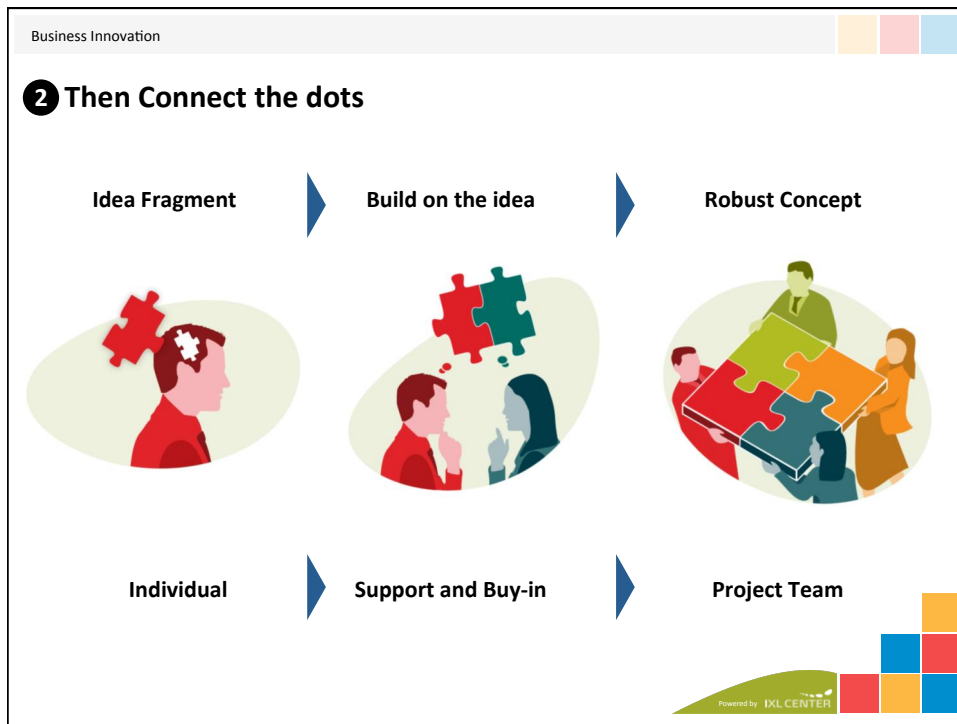 Business Innovation
2 Then Connect the dots
Idea Fragment
Build on the idea
Robust Concept
Individual
Support and Buy-in
Project Team
Powered by IXL CENTER